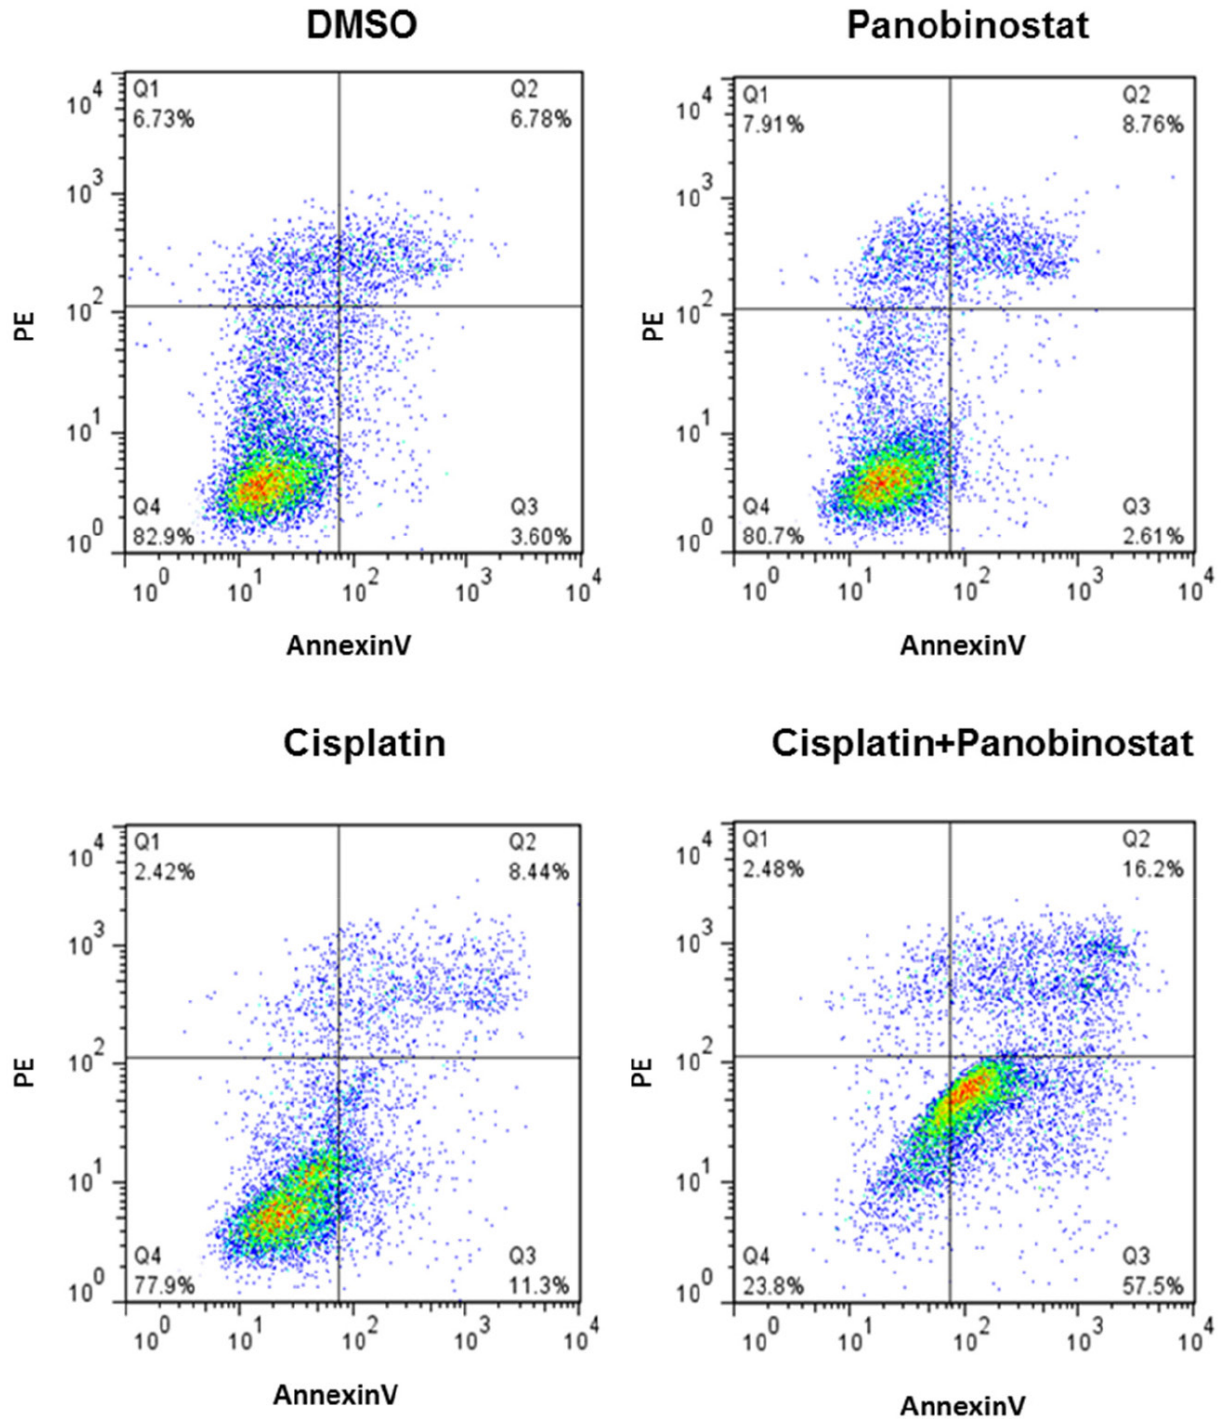 DMSO
Q1
6.73%
Q2
6.78%
Q4
82.9%
Q3
3.60%
10^4
10^3
10^2
10^1
10^0
PE
10^0 10^1 10^2 10^3 10^4
AnnexinV
Panobinostat
Q1
7.91%
Q2
8.76%
Q4
80.7%
Q3
2.61%
10^4
10^3
10^2
10^1
10^0
PE
10^0 10^1 10^2 10^3 10^4
AnnexinV
Cisplatin
Q1
2.42%
Q2
8.44%
Q4
77.9%
Q3
11.3%
10^4
10^3
10^2
10^1
10^0
PE
10^0 10^1 10^2 10^3 10^4
AnnexinV
Cisplatin+Panobinostat
Q1
2.48%
Q2
16.2%
Q4
23.8%
Q3
57.5%
10^4
10^3
10^2
10^1
10^0
PE
10^0 10^1 10^2 10^3 10^4
AnnexinV